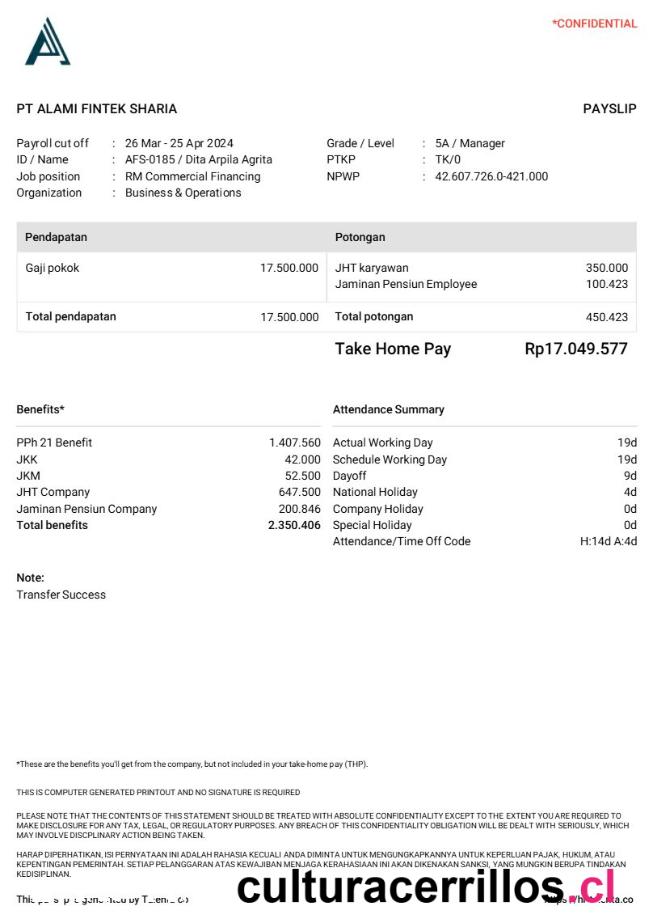 *CONFIDENTIAL
PT ALAMI FINTEK SHARIA
PAYSLIP
Payroll cut off : 26 Mar - 25 Apr 2024
ID / Name : AFS-0185 / Dita Arpila Agrita
Job position : RM Commercial Financing
Organization : Business & Operations
Grade / Level : 5A / Manager
PTKP : TK/0
NPWP : 42.607.726.0-421.000
Pendapatan
Gaji pokok 17.500.000
Total pendapatan 17.500.000
Potongan
JHT karyawan 350.000
Jaminan Pensiun Employee 100.423
Total potongan 450.423
Take Home Pay Rp17.049.577
Benefits*
PPh 21 Benefit 1.407.560
JKK 42.000
JKM 52.500
JHT Company 647.500
Jaminan Pensiun Company 200.846
Total benefits 2.350.406
Attendance Summary
Actual Working Day 19d
Schedule Working Day 19d
Dayoff 9d
National Holiday 4d
Company Holiday 0d
Special Holiday 0d
Attendance/Time Off Code H:14d A:4d
Note:
Transfer Success
*These are the benefits you'll get from the company, but not included in your take-home pay (THP).
THIS IS COMPUTER GENERATED PRINTOUT AND NO SIGNATURE IS REQUIRED
PLEASE NOTE THAT THE CONTENTS OF THIS STATEMENT SHOULD BE TREATED WITH ABSOLUTE CONFIDENTIALITY EXCEPT TO THE EXTENT YOU ARE REQUIRED TO
MAKE DISCLOSURE FOR ANY TAX, LEGAL, OR REGULATORY PURPOSES. ANY BREACH OF THIS CONFIDENTIALITY OBLIGATION WILL BE DEALT WITH SERIOUSLY, WHICH
MAY INVOLVE DISCPLINARY ACTION BEING TAKEN.
HARAP DIPERHATIKAN, ISI PERNYATAAN INI ADALAH RAHASIA KECUALI ANDA DIMINTA UNTUK MENGUNGKAPKANNYA UNTUK KEPERLUAN PAJAK, HUKUM, ATAU
KEPENTINGAN PEMERINTAH. SETIAP PELANGGARAN ATAS KEWAJIBAN MENJAGA KERAHASIAAN INI AKAN DIKENAKAN SANKSI, YANG MUNGKIN BERUPA TINDAKAN
KEDISIPLINAN.
culturacerrillos.cl